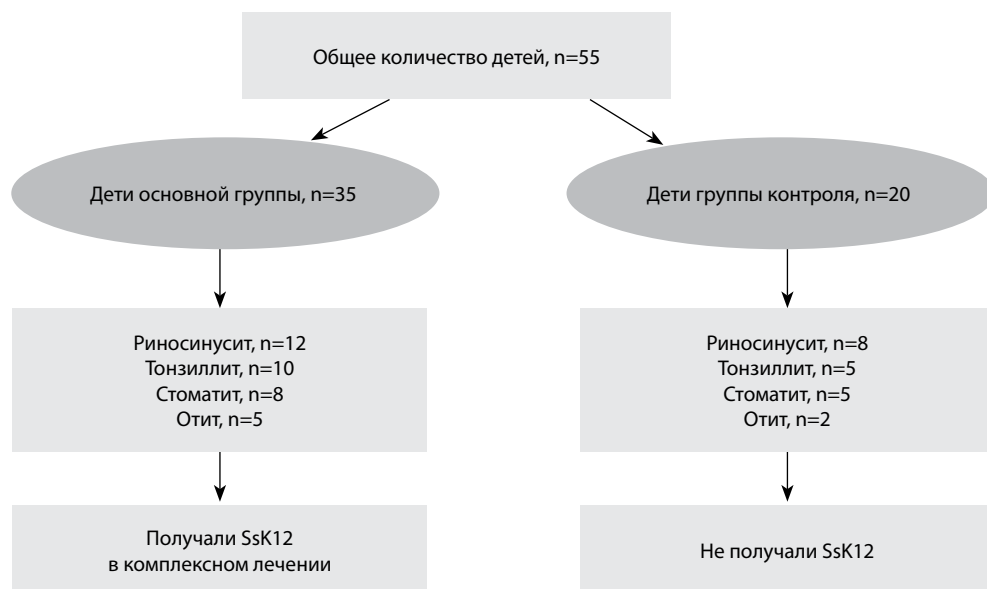 Общее количество детей, n=55
Дети основной группы, n=35
Дети группы контроля, n=20
Риносинусит, n=12
Тонзиллит, n=10
Стоматит, n=8
Отит, n=5
Риносинусит, n=8
Тонзиллит, n=5
Стоматит, n=5
Отит, n=2
Получали SsK12
в комплексном лечении
Не получали SsK12